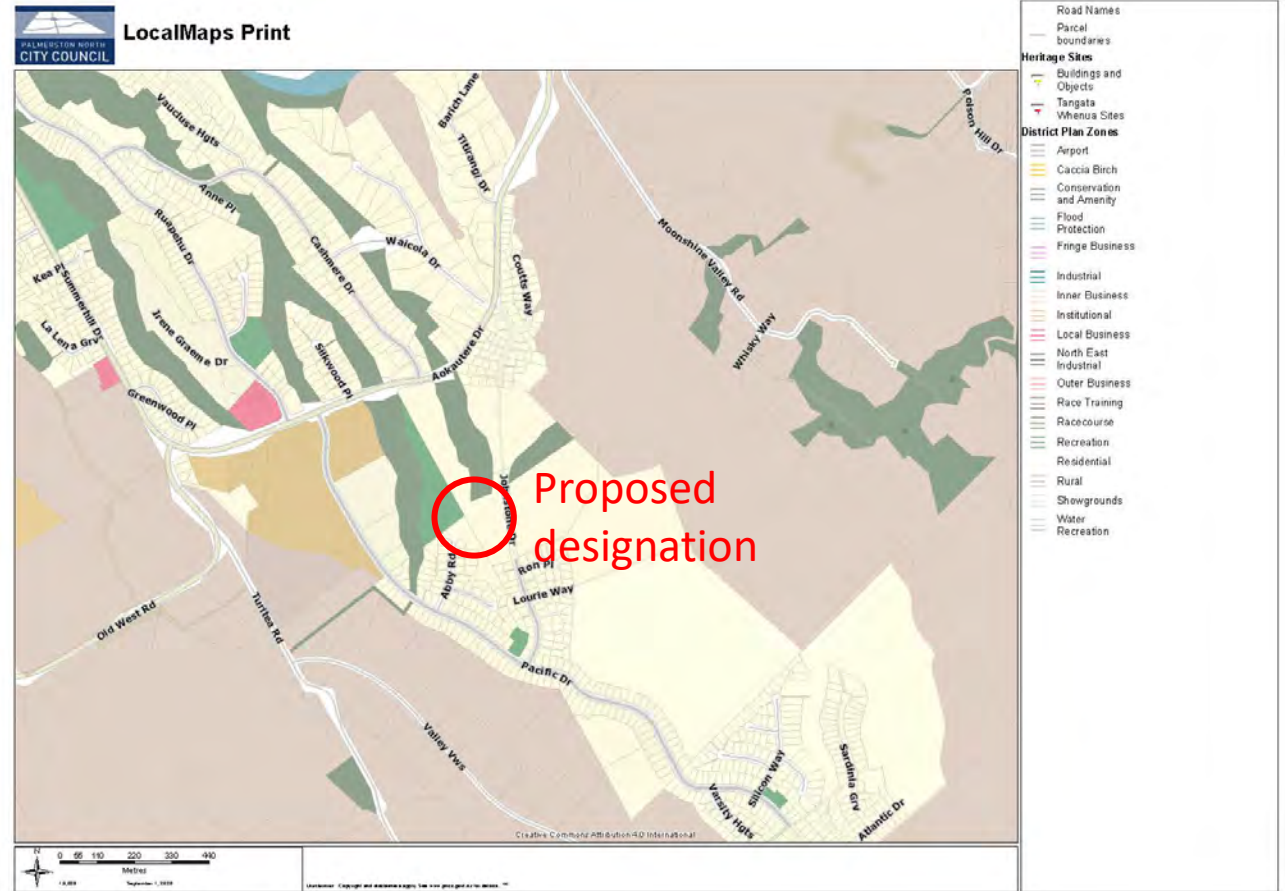 PALMERSTON NORTH
CITY COUNCIL
LocalMaps Print
Vaucluse Hgts
Barich Lane
Titirangi Dr
Polson Hill Dr
Anne Pl
Ruapehu Dr
Cashmere Dr
Waicola Dr
Coutts Way
Moonshine Valley Rd
Kea Pl
Summerhill Dr
La Lena Grv
Irene Graeme Dr
Silkwood Pl
Aokautere Dr
Whisky Way
Greenwood Pl
Johnstone Dr
Proposed
designation
Abby Rd
Ron Pl
Lourie Way
Old West Rd
Turitea Rd
Pacific Dr
Valley Vws
Silicon Way
Sardinia Grv
Varsity Hgts
Atlantic Dr
Creative Commons Attribution 4.0 International
Road Names
Parcel
boundaries
Heritage Sites
Buildings and
Objects
Tangata
Whenua Sites
District Plan Zones
Airport
Caccia Birch
Conservation
and Amenity
Flood
Protection
Fringe Business
Industrial
Inner Business
Institutional
Local Business
North East
Industrial
Outer Business
Race Training
Racecourse
Recreation
Residential
Rural
Showgrounds
Water
Recreation
N
0 55 110 220 330 440
Metres